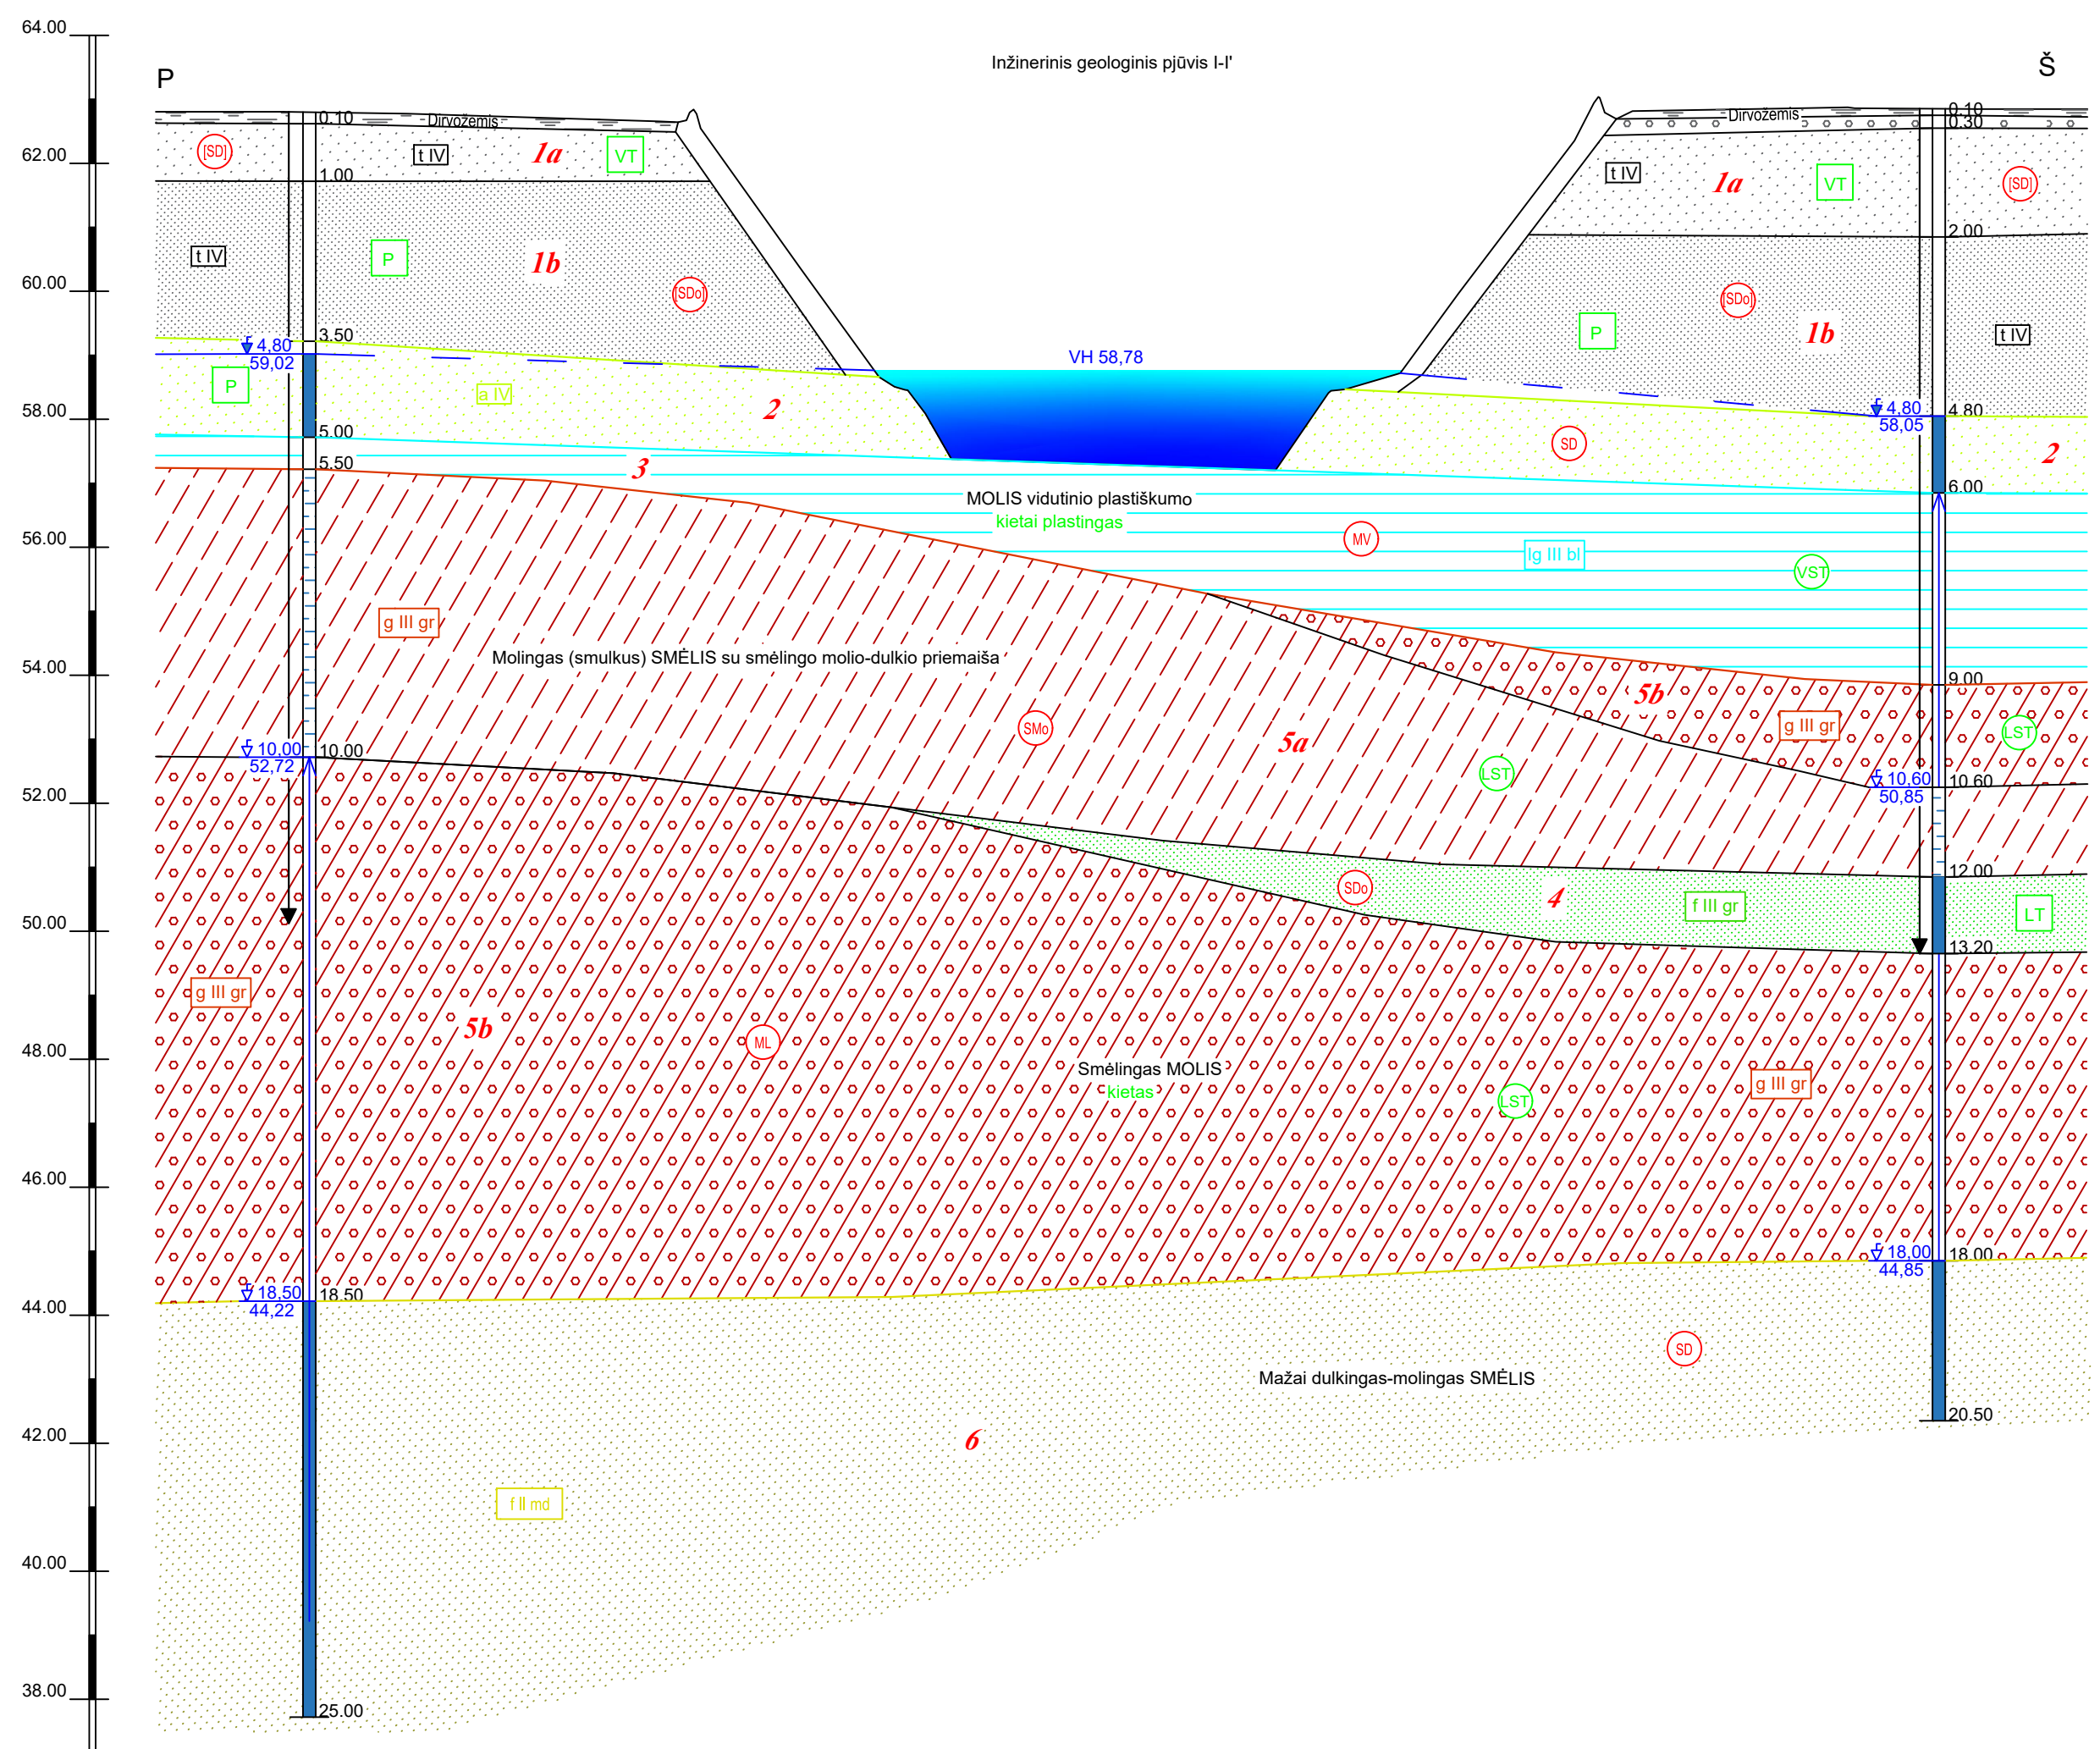 Inžinerinis geologinis pjūvis I-I'
P
Š
64.00
62.00
60.00
58.00
56.00
54.00
52.00
50.00
48.00
46.00
44.00
42.00
40.00
38.00
0.10
Dirvožemis
[SD]
t IV
1a
VT
1.00
t IV
P
1b
[SDo]
3.50
4,80
59,02
P
a IV
2
5.00
5.50
3
VH 58,78
0.10
Dirvožemis
0.30
t IV
1a
VT
[SD]
2.00
[SDo]
P
1b
t IV
4.80
4.80
58,05
SD
2
6.00
MOLIS vidutinio plastiškumo
kietai plastingas
MV
lg III bl
VST
g III gr
Molingas (smulkus) SMĖLIS su smėlingo molio-dulkio priemaiša
SMo
5a
LST
5b
9.00
g III gr
LST
10,00
52,72
10.00
10,60
50,85
10.60
12.00
SDo
4
f III gr
LT
13.20
g III gr
5b
ML
Smėlingas MOLIS
kietas
LST
g III gr
18,00
44,85
18.00
18,50
44,22
18.50
SD
Mažai dulkingas-molingas SMĖLIS
20.50
6
f II md
25.00